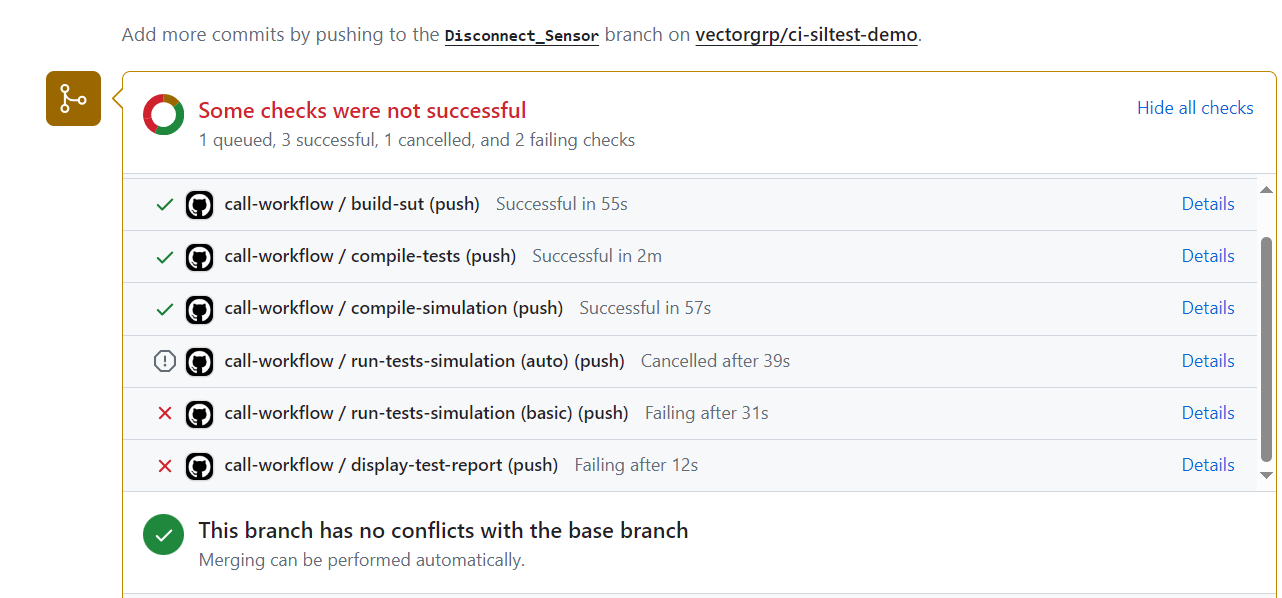 Add more commits by pushing to the Disconnect_Sensor branch on vectorgrp/ci-siltest-demo.
Some checks were not successful
Hide all checks
1 queued, 3 successful, 1 cancelled, and 2 failing checks
call-workflow / build-sut (push) Successful in 55s Details
call-workflow / compile-tests (push) Successful in 2m Details
call-workflow / compile-simulation (push) Successful in 57s Details
call-workflow / run-tests-simulation (auto) (push) Cancelled after 39s Details
call-workflow / run-tests-simulation (basic) (push) Failing after 31s Details
call-workflow / display-test-report (push) Failing after 12s Details
This branch has no conflicts with the base branch
Merging can be performed automatically.